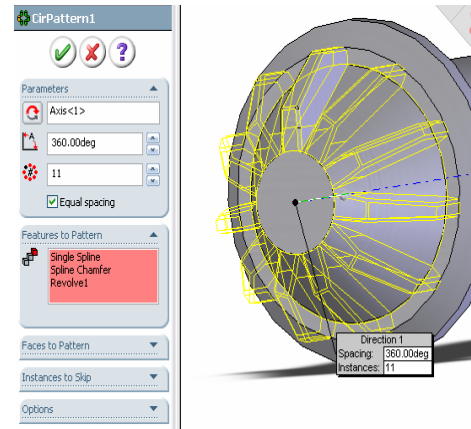 CirPattern1
Parameters
Axis<1>
360.00deg
11
Equal spacing
Features to Pattern
Single Spline
Spline Chamfer
Revolve1
Faces to Pattern
Instances to Skip
Options
Direction 1
Spacing: 360.00deg
Instances: 11